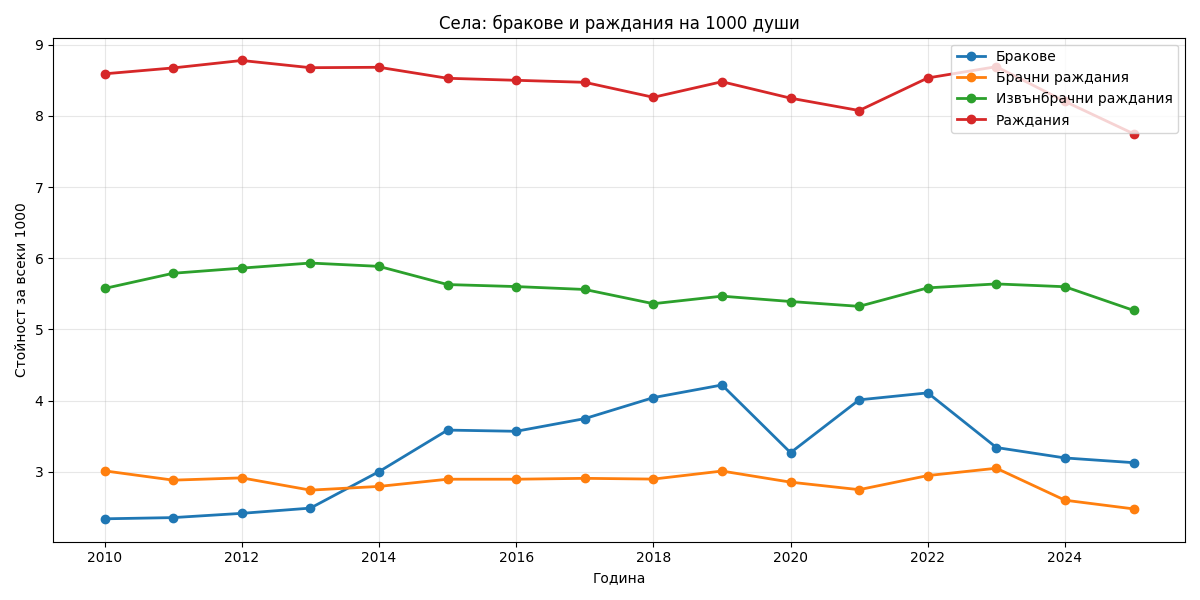 Села: бракове и раждания на 1000 души
Бракове
Брачни раждания
Извънбрачни раждания
Раждания
Стойност за всеки 1000
9
8
7
6
5
4
3
2010 2012 2014 2016 2018 2020 2022 2024
Година